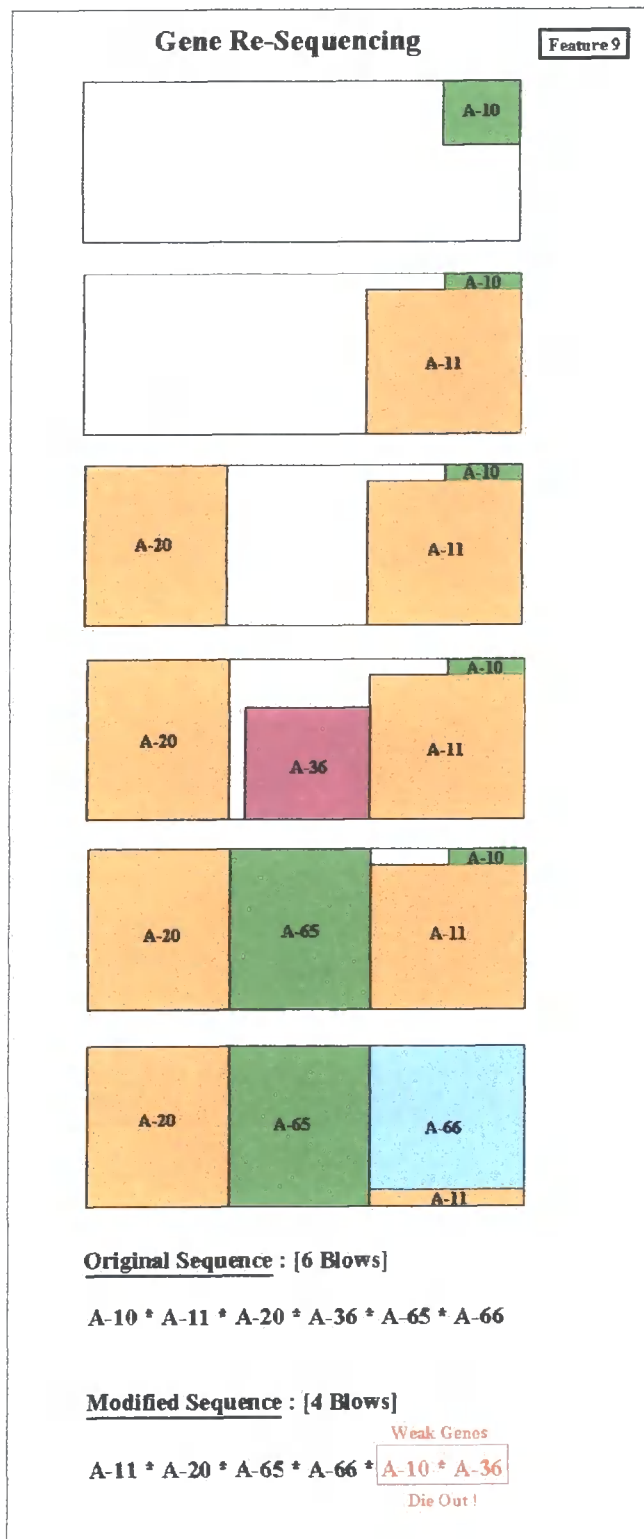 Gene Re-Sequencing
Feature 9
A-10
A-10
A-11
A-20
A-10
A-11
A-20
A-36
A-10
A-11
A-20
A-65
A-10
A-11
A-20
A-65
A-66
A-11
Original Sequence : [6 Blows]
A-10 * A-11 * A-20 * A-36 * A-65 * A-66
Modified Sequence : [4 Blows]
Weak Genes
A-11 * A-20 * A-65 * A-66 * A-10 * A-36
Die Out !